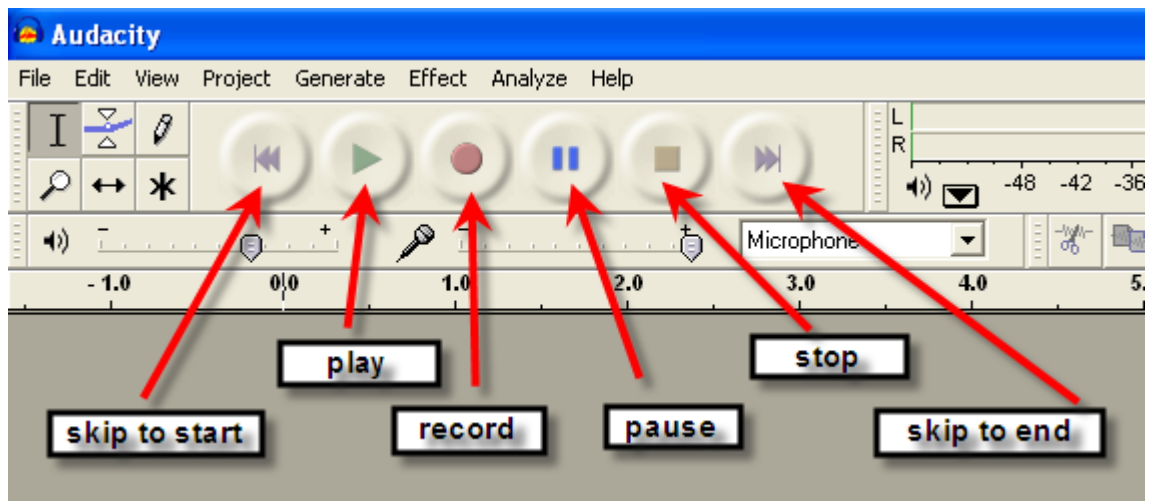 Audacity
File Edit View Project Generate Effect Analyze Help
L
R
-48 -42 -36
- + - + Microphone
- 1.0 0,0 1.0 2.0 3.0 4.0 5.
play
stop
skip to start
record
pause
skip to end